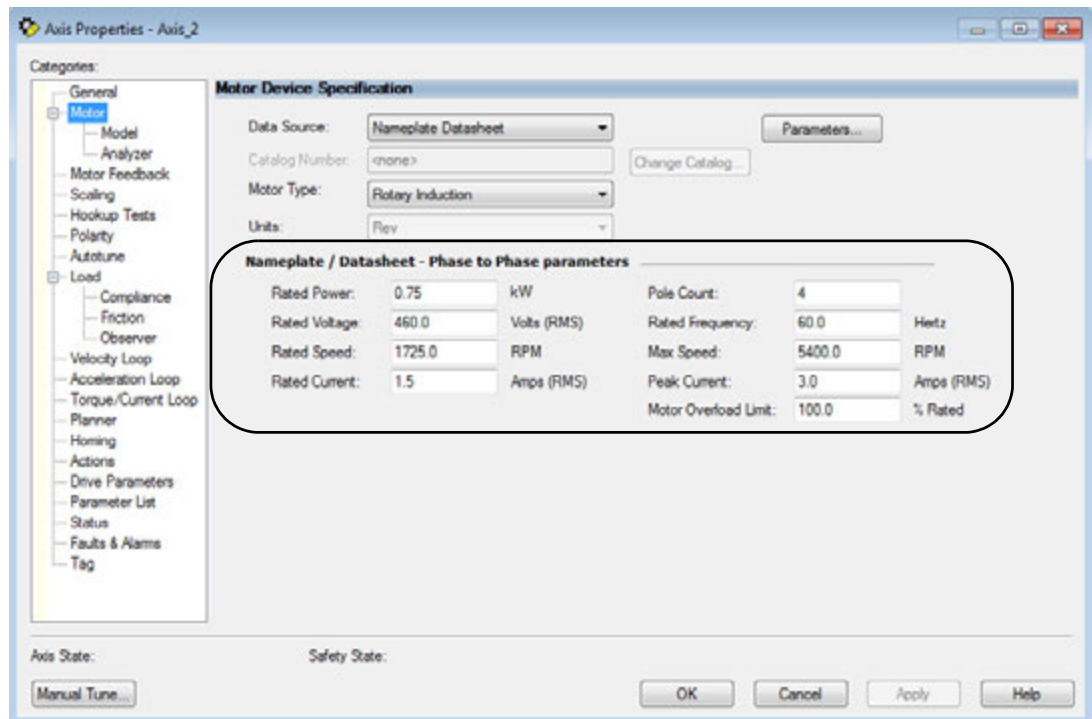 Axis Properties - Axis_2
Categories:
General
Motor
Model
Analyzer
Motor Feedback
Scaling
Hookup Tests
Polarity
Autotune
Load
Compliance
Friction
Observer
Velocity Loop
Acceleration Loop
Torque/Current Loop
Planner
Homing
Actions
Drive Parameters
Parameter List
Status
Faults & Alarms
Tag
Motor Device Specification
Data Source: Nameplate Datasheet Parameters...
Catalog Number: <none> Change Catalog...
Motor Type: Rotary Induction
Units: Rev
Nameplate / Datasheet - Phase to Phase parameters
Rated Power: 0.75 kW Pole Count: 4
Rated Voltage: 460.0 Volts (RMS) Rated Frequency: 60.0 Hertz
Rated Speed: 1725.0 RPM Max Speed: 5400.0 RPM
Rated Current: 1.5 Amps (RMS) Peak Current: 3.0 Amps (RMS)
Motor Overload Limit: 100.0 % Rated
Axis State: Safety State:
Manual Tune... OK Cancel Apply Help